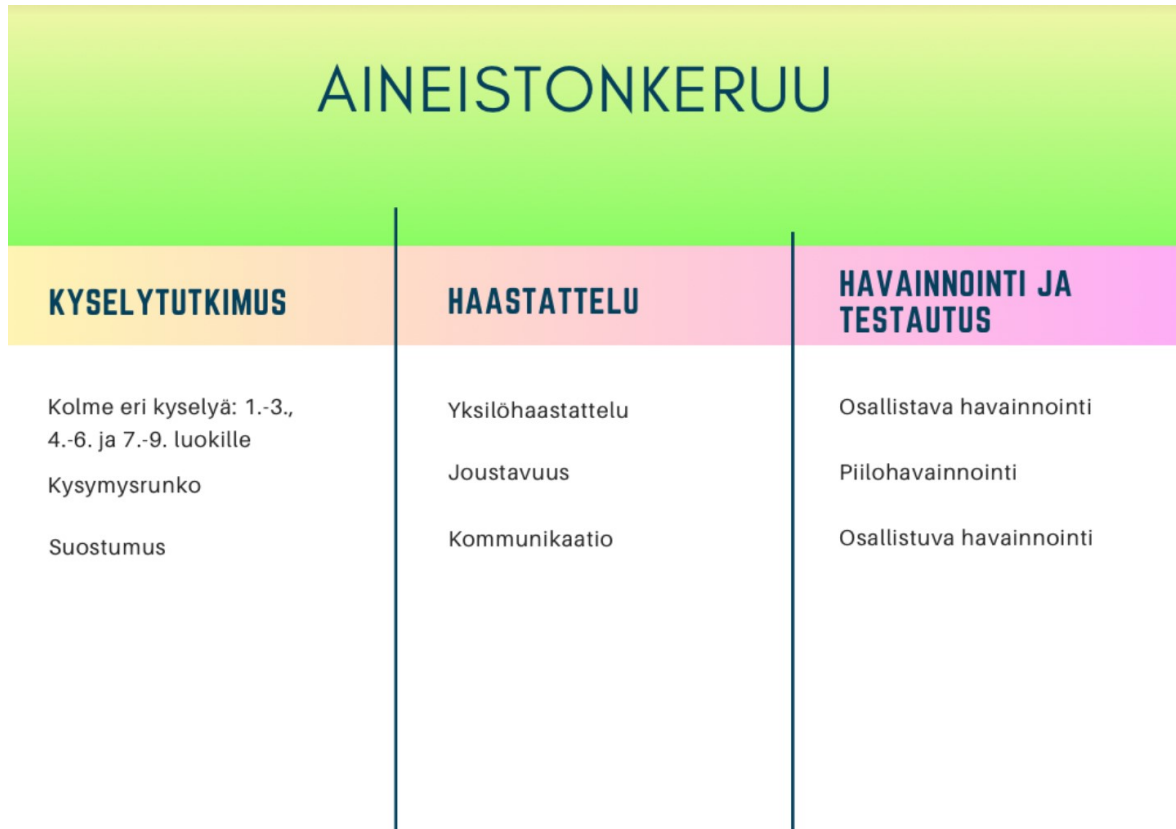 AINEISTONKERUU
KYSELYTUTKIMUS
Kolme eri kyselyä: 1.-3.,
4.-6. ja 7.-9. luokille
Kysymysrunko
Suostumus
HAASTATTELU
Yksilöhaastattelu
Joustavuus
Kommunikaatio
HAVAINNOINTI JA
TESTAUTUS
Osallistava havainnointi
Piilohavainnointi
Osallistuva havainnointi